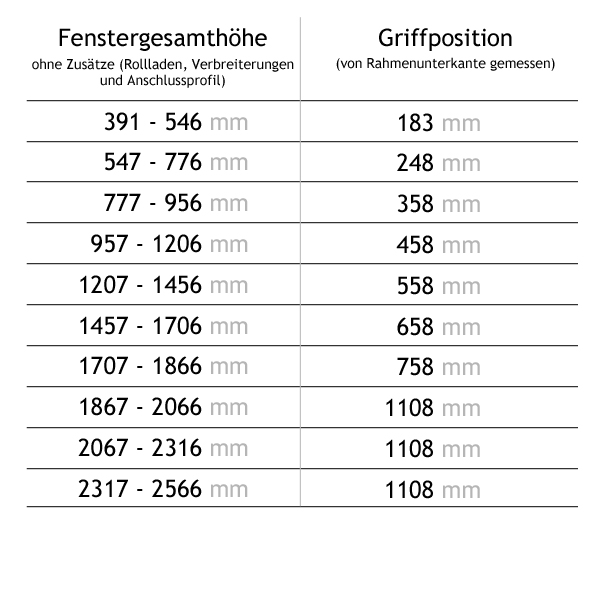 Fenstergesamthöhe
ohne Zusätze (Rollladen, Verbreiterungen
und Anschlussprofil)
Griffposition
(von Rahmenunterkante gemessen)
391 - 546 mm 183 mm
547 - 776 mm 248 mm
777 - 956 mm 358 mm
957 - 1206 mm 458 mm
1207 - 1456 mm 558 mm
1457 - 1706 mm 658 mm
1707 - 1866 mm 758 mm
1867 - 2066 mm 1108 mm
2067 - 2316 mm 1108 mm
2317 - 2566 mm 1108 mm